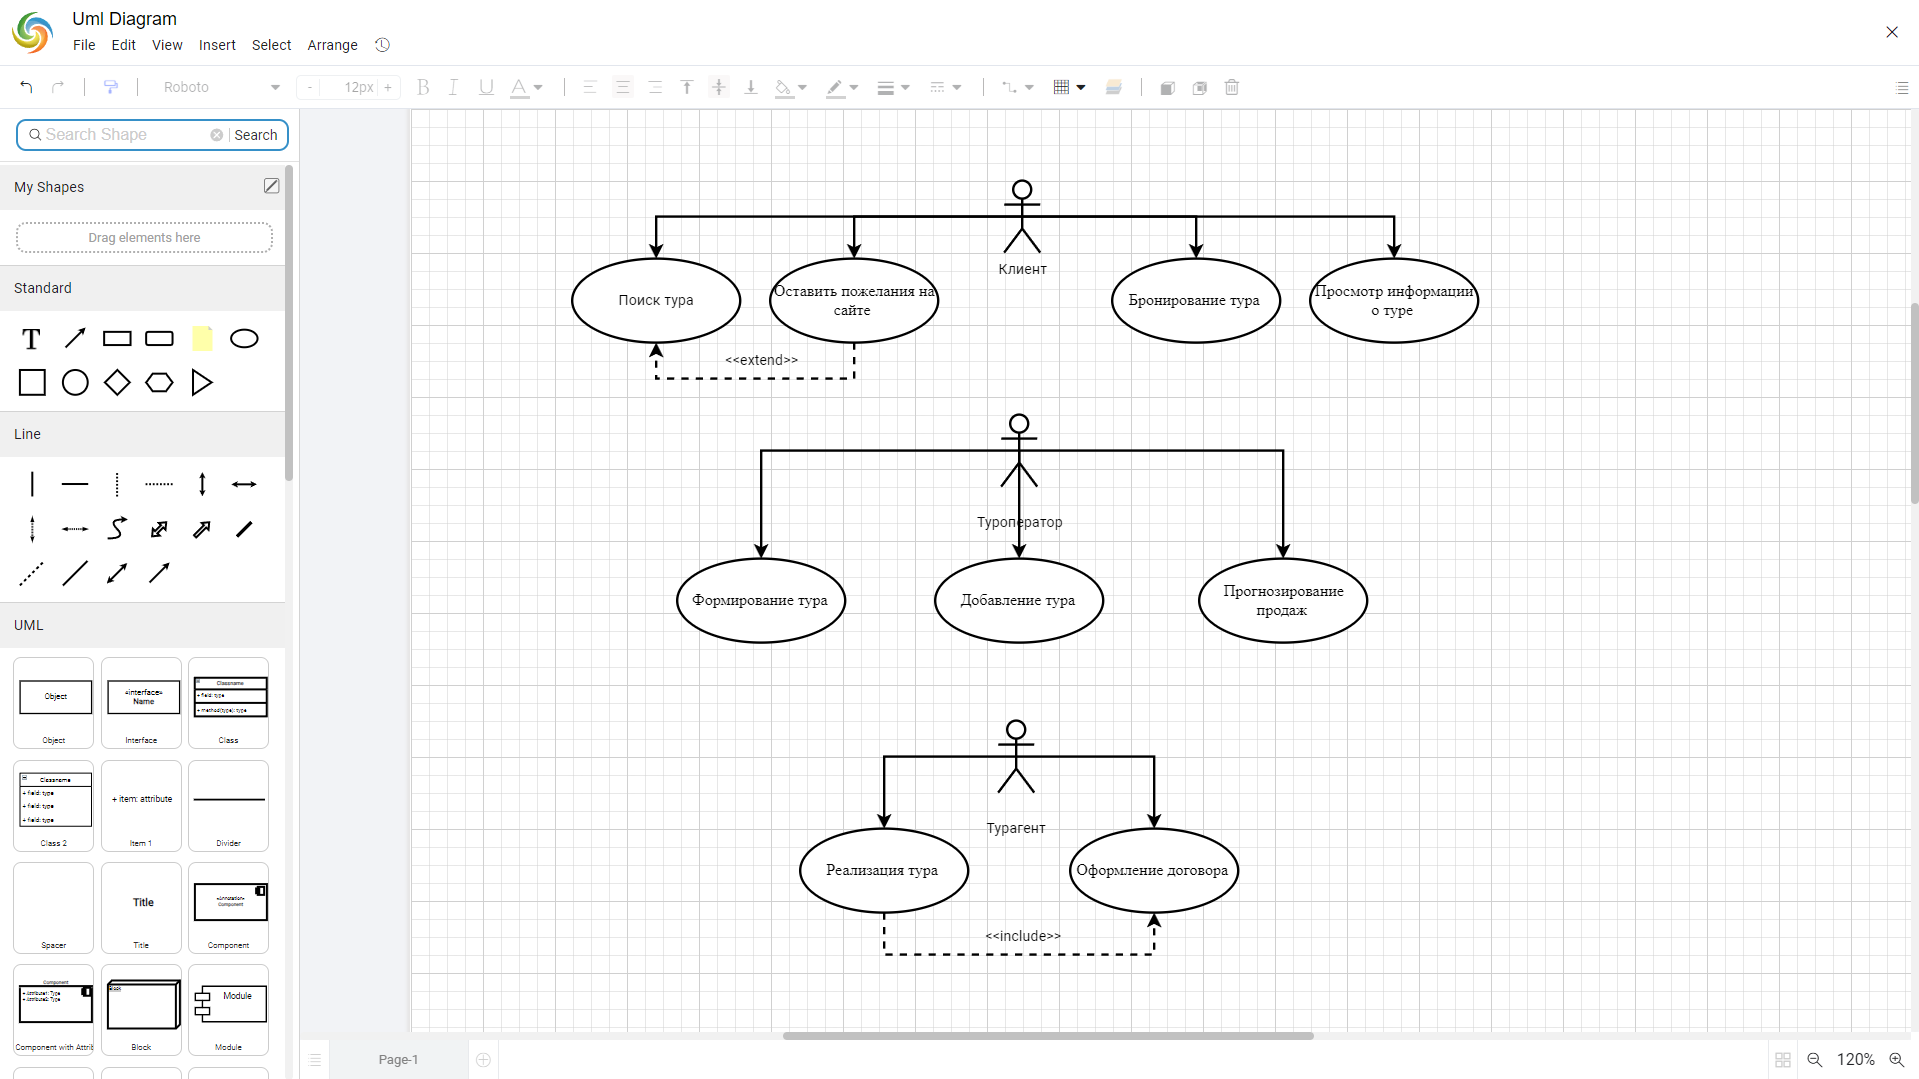 Uml Diagram
File Edit View Insert Select Arrange
Roboto - 12px + B I U A
Search Shape Search
My Shapes
Drag elements here
Standard
T
Line
UML
Object
Object
«interface»
Name
Interface
Classname
+ field: type
+ method(type): type
Class
Classname
+ field: type
+ field: type
+ field: type
Class 2
+ item: attribute
Item 1
Divider
Spacer
Title
Title
«Annotation»
Component
Component
Component
+ Attribute1: Type
+ Attribute2: Type
Component with Attrib
Block
Block
Module
Module
Клиент
Поиск тура
Оставить пожелания на
сайте
Бронирование тура
Просмотр информации
о туре
<<extend>>
Туроператор
Формирование тура
Добавление тура
Прогнозирование
продаж
Турагент
Реализация тура
Оформление договора
<<include>>
Page-1
120%